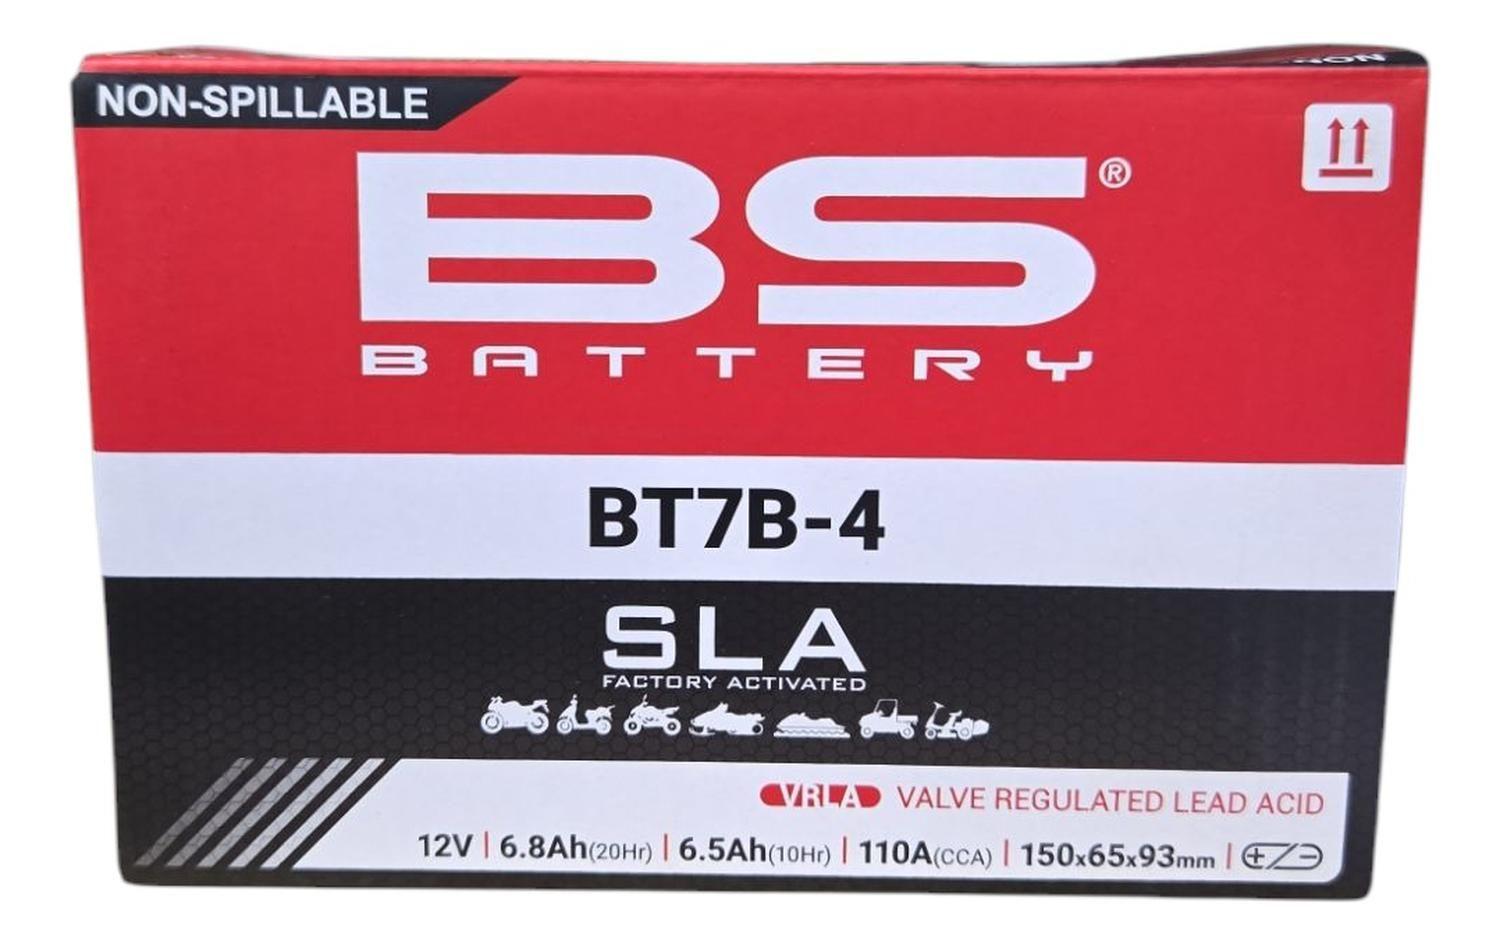 NON
NON-SPILLABLE
BS®
BATTERY
BT7B-4
SLA
FACTORY ACTIVATED
VRLA VALVE REGULATED LEAD ACID
12V | 6.8Ah(20Hr) | 6.5Ah(10Hr) | 110A(CCA) | 150x65x93mm | + −